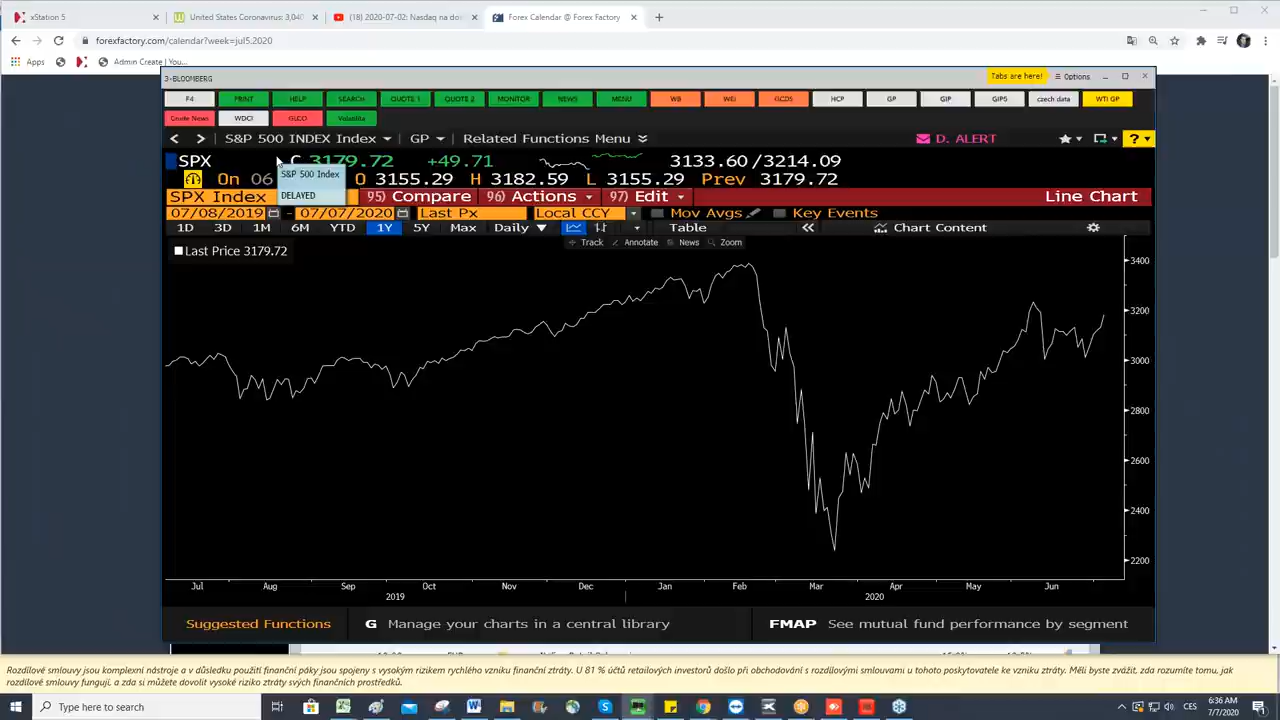 xStation 5
United States Coronavirus: 3,040
(18) 2020-07-02: Nasdaq na do
Forex Calendar @ Forex Factory
forexfactory.com/calendar?week=jul5.2020
Apps
Admin Create | You...
3-BLOOMBERG
Tabs are here!
Options
F4 PRINT HELP SEARCH QUOTE 1 QUOTE 2 MONITOR NEWS MENU WB WEI GCDS HCP GP GIP GIP5 czech data WTI GP
Crude News WDCI GLCO Volatilita
S&P 500 INDEX Index GP Related Functions Menu D. ALERT ?
SPX C 3179.72 +49.71 3133.60/3214.09
S&P 500 Index
On 06 O 3155.29 H 3182.59 L 3155.29 Prev 3179.72
DELAYED
SPX Index 95) Compare 96) Actions 97) Edit Line Chart
07/08/2019 - 07/07/2020 Last Px Local CCY Mov Avgs Key Events
1D 3D 1M 6M YTD 1Y 5Y Max Daily Table Chart Content
Track Annotate News Zoom
Last Price 3179.72
3400
3200
3000
2800
2600
2400
2200
Jul Aug Sep Oct Nov Dec Jan Feb Mar Apr May Jun
2019 2020
Suggested Functions G Manage your charts in a central library FMAP See mutual fund performance by segment
Rozdílové smlouvy jsou komplexní nástroje a v důsledku použití finanční páky jsou spojeny s vysokým rizikem rychlého vzniku finanční ztráty. U 81 % účtů retailových investorů došlo při obchodování s rozdílovými smlouvami u tohoto poskytovatele ke vzniku ztráty. Měli byste zvážit, zda rozumíte tomu, jak
rozdílové smlouvy fungují, a zda si můžete dovolit vysoké riziko ztráty svých finančních prostředků.
Type here to search
CES
6:36 AM
7/7/2020